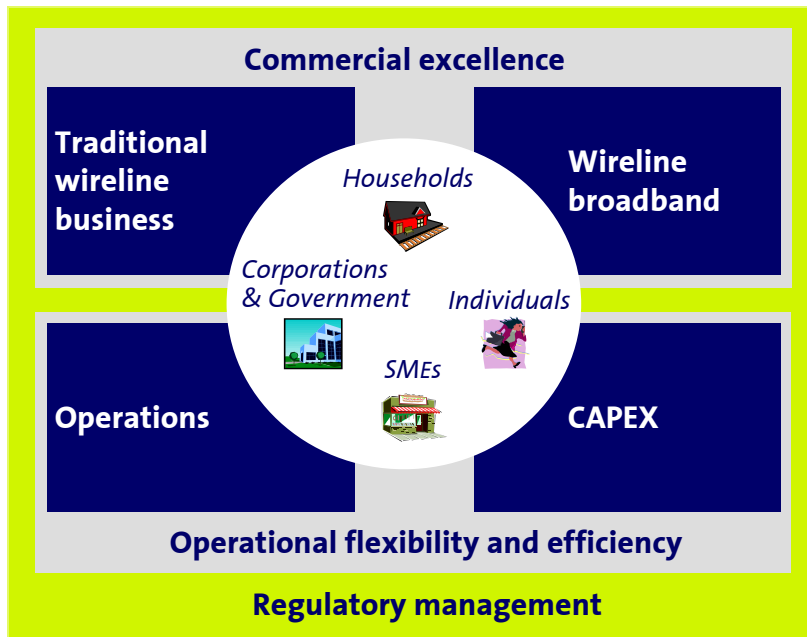 Commercial excellence
Traditional
wireline
business
Wireline
broadband
Households
Corporations
& Government
Individuals
SMEs
Operations
CAPEX
Operational flexibility and efficiency
Regulatory management